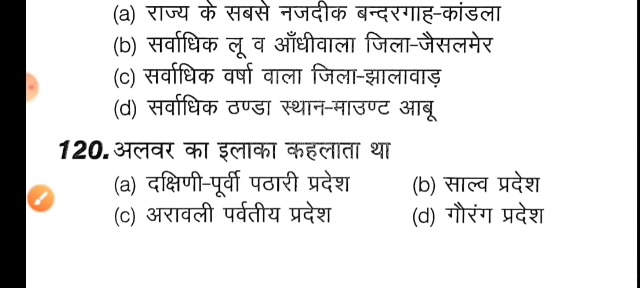 (a) राज्य के सबसे नजदीक बन्दरगाह-कांडला
(b) सर्वाधिक लू व आँधीवाला जिला-जैसलमेर
(c) सर्वाधिक वर्षा वाला जिला-झालावाड़
(d) सर्वाधिक ठण्डा स्थान-माउण्ट आबू
120. अलवर का इलाका कहलाता था
(a) दक्षिणी-पूर्वी पठारी प्रदेश (b) साल्व प्रदेश
(c) अरावली पर्वतीय प्रदेश (d) गौरंग प्रदेश